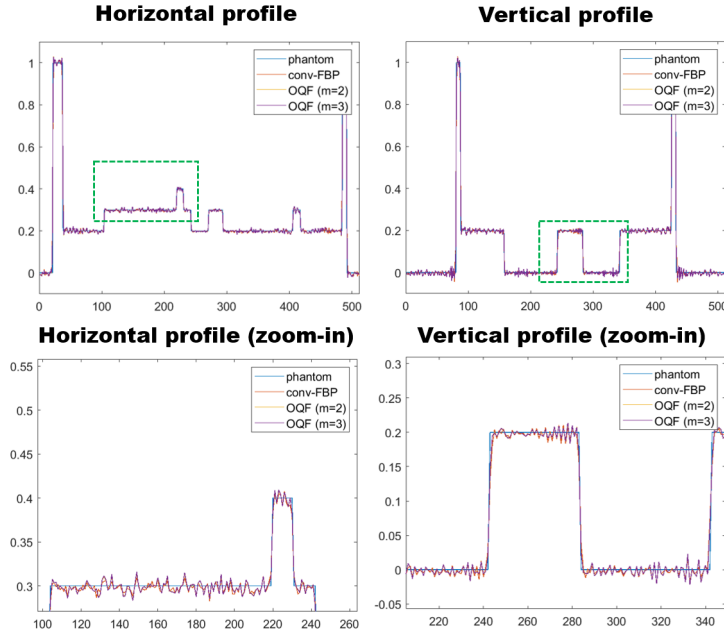 Horizontal profile
phantom
conv-FBP
OQF (m=2)
OQF (m=3)
1
0.8
0.6
0.4
0.2
0
0 100 200 300 400 500
Vertical profile
phantom
conv-FBP
OQF (m=2)
OQF (m=3)
1
0.8
0.6
0.4
0.2
0
0 100 200 300 400 500
Horizontal profile (zoom-in)
phantom
conv-FBP
OQF (m=2)
OQF (m=3)
0.55
0.5
0.45
0.4
0.35
0.3
100 120 140 160 180 200 220 240 260
Vertical profile (zoom-in)
phantom
conv-FBP
OQF (m=2)
OQF (m=3)
0.3
0.25
0.2
0.15
0.1
0.05
0
-0.05
220 240 260 280 300 320 340